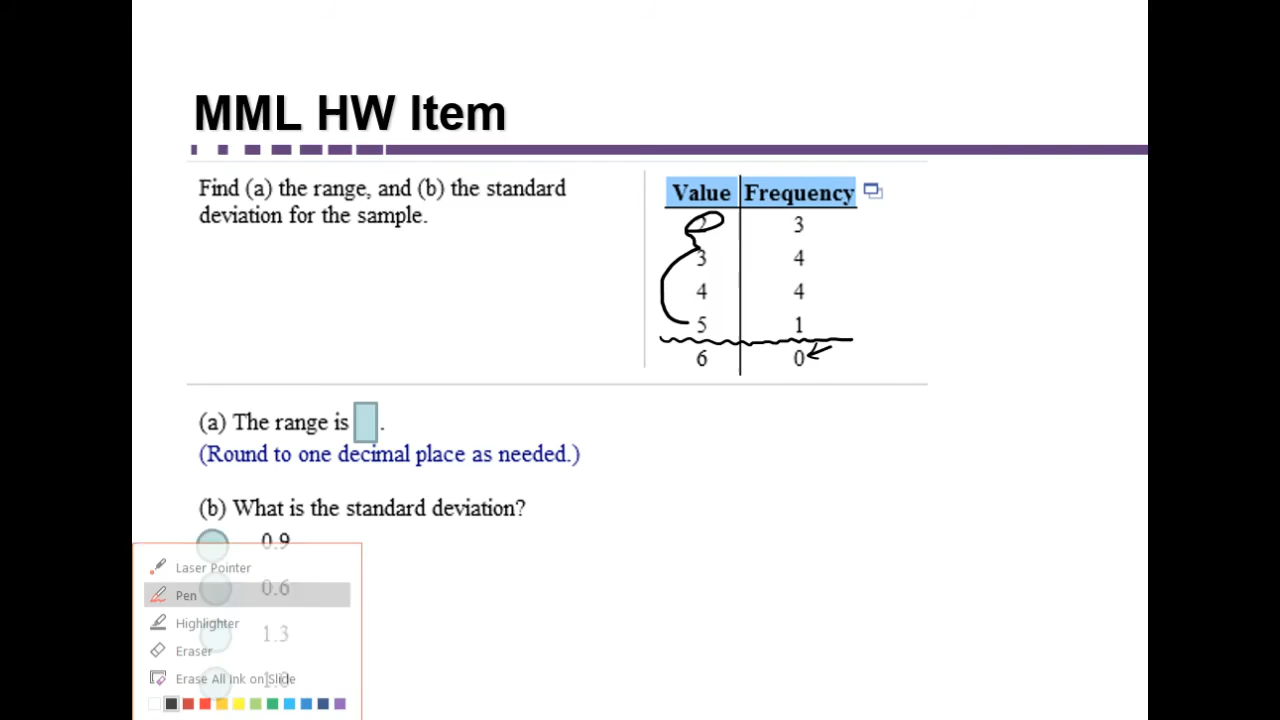 MML HW Item
Find (a) the range, and (b) the standard
deviation for the sample.
Value Frequency
2 3
3 4
4 4
5 1
6 0
(a) The range is .
(Round to one decimal place as needed.)
(b) What is the standard deviation?
0.9
Laser Pointer
0.6
Pen
Highlighter
1.3
Eraser
Erase All Ink on Slide